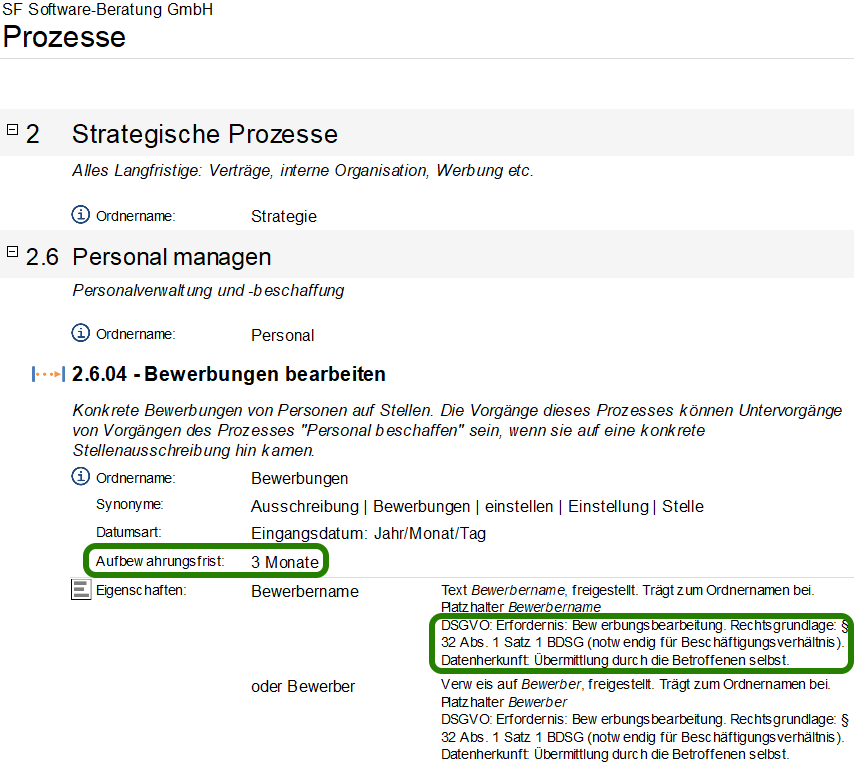 SF Software-Beratung GmbH
Prozesse
2 Strategische Prozesse
Alles Langfristige: Verträge, interne Organisation, Werbung etc.
Ordnername: Strategie
2.6 Personal managen
Personalverwaltung und -beschaffung
Ordnername: Personal
2.6.04 - Bewerbungen bearbeiten
Konkrete Bewerbungen von Personen auf Stellen. Die Vorgänge dieses Prozesses können Untervorgänge
von Vorgängen des Prozesses "Personal beschaffen" sein, wenn sie auf eine konkrete
Stellenausschreibung hin kamen.
Ordnername: Bewerbungen
Synonyme: Ausschreibung | Bewerbungen | einstellen | Einstellung | Stelle
Datumsart: Eingangsdatum: Jahr/Monat/Tag
Aufbewahrungsfrist: 3 Monate
Eigenschaften: Bewerbername Text Bewerbername, freigestellt. Trägt zum Ordnernamen bei.
Platzhalter Bewerbername
DSGVO: Erfordernis: Bewerbungsbearbeitung. Rechtsgrundlage: §
32 Abs. 1 Satz 1 BDSG (notwendig für Beschäftigungsverhältnis).
Datenherkunft: Übermittlung durch die Betroffenen selbst.
oder Bewerber Verweis auf Bewerber, freigestellt. Trägt zum Ordnernamen bei.
Platzhalter Bewerber
DSGVO: Erfordernis: Bewerbungsbearbeitung. Rechtsgrundlage: §
32 Abs. 1 Satz 1 BDSG (notwendig für Beschäftigungsverhältnis).
Datenherkunft: Übermittlung durch die Betroffenen selbst.